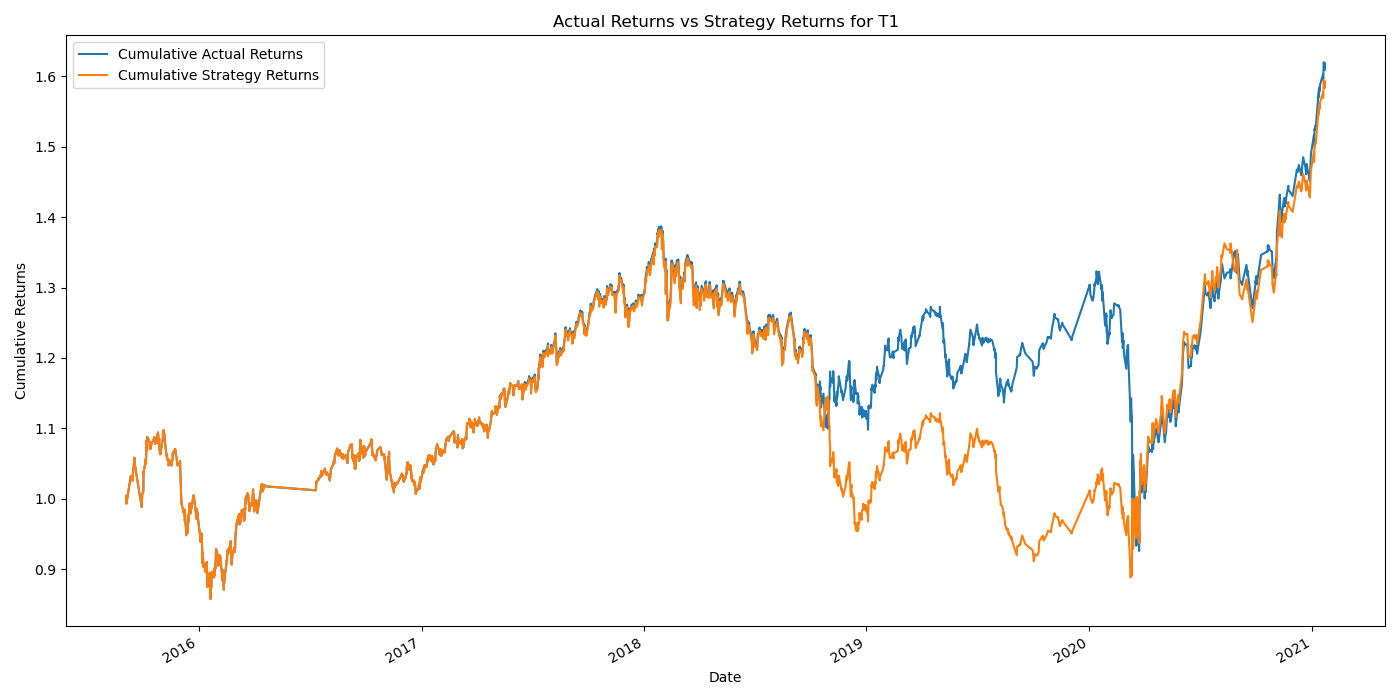 Actual Returns vs Strategy Returns for T1
Cumulative Actual Returns
Cumulative Strategy Returns
Cumulative Returns
1.6
1.5
1.4
1.3
1.2
1.1
1.0
0.9
2016
2017
2018
2019
2020
2021
Date